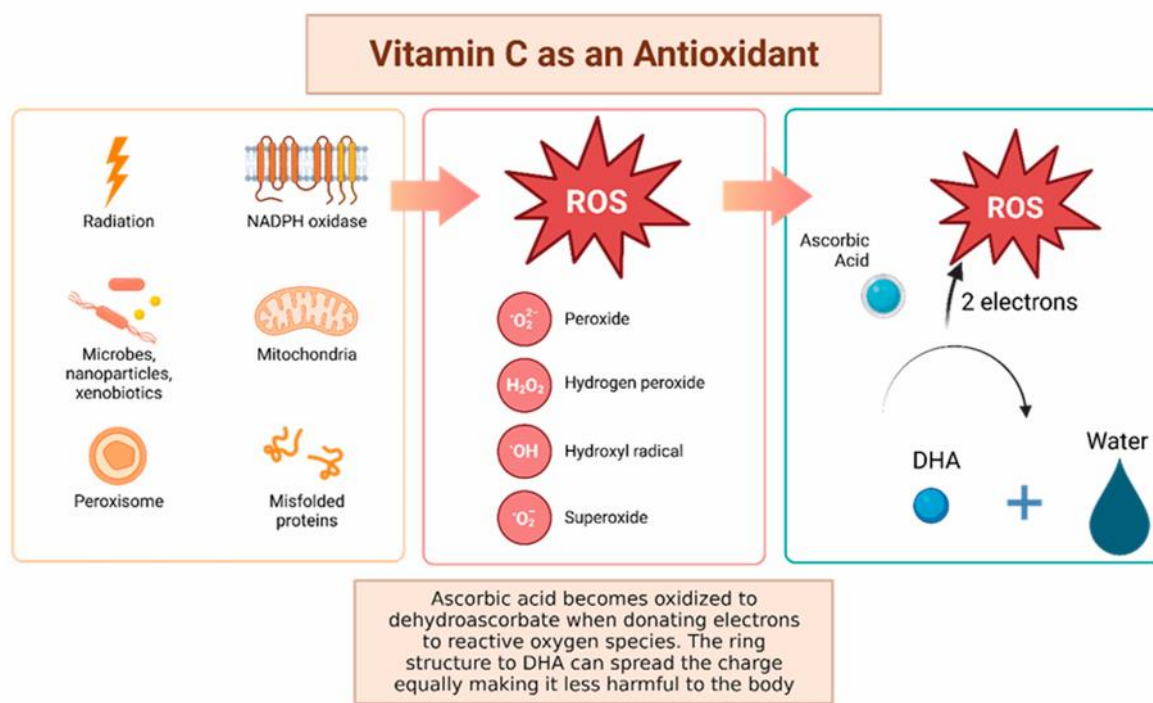 Vitamin C as an Antioxidant
Radiation
NADPH oxidase
Microbes,
nanoparticles,
xenobiotics
Mitochondria
Peroxisome
Misfolded
proteins
ROS
·O₂²⁻
Peroxide
H₂O₂
Hydrogen peroxide
·OH
Hydroxyl radical
·O₂⁻
Superoxide
ROS
Ascorbic
Acid
2 electrons
DHA
+
Water
Ascorbic acid becomes oxidized to
dehydroascorbate when donating electrons
to reactive oxygen species. The ring
structure to DHA can spread the charge
equally making it less harmful to the body